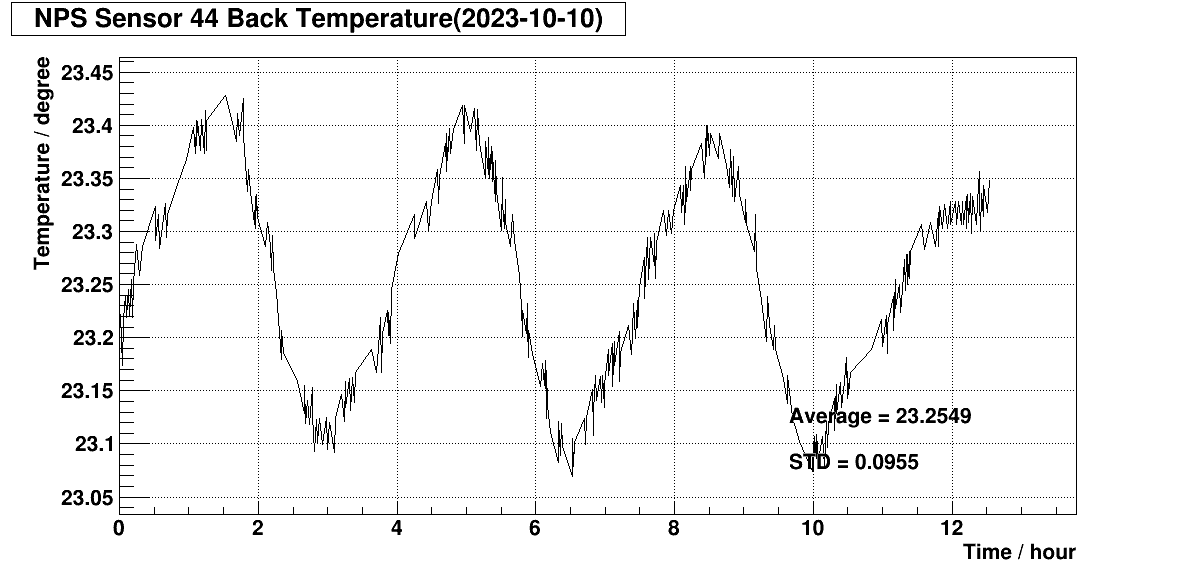 NPS Sensor 44 Back Temperature(2023-10-10)
Temperature / degree
23.45
23.4
23.35
23.3
23.25
23.2
23.15
23.1
23.05
Average = 23.2549
STD = 0.0955
0 2 4 6 8 10 12
Time / hour